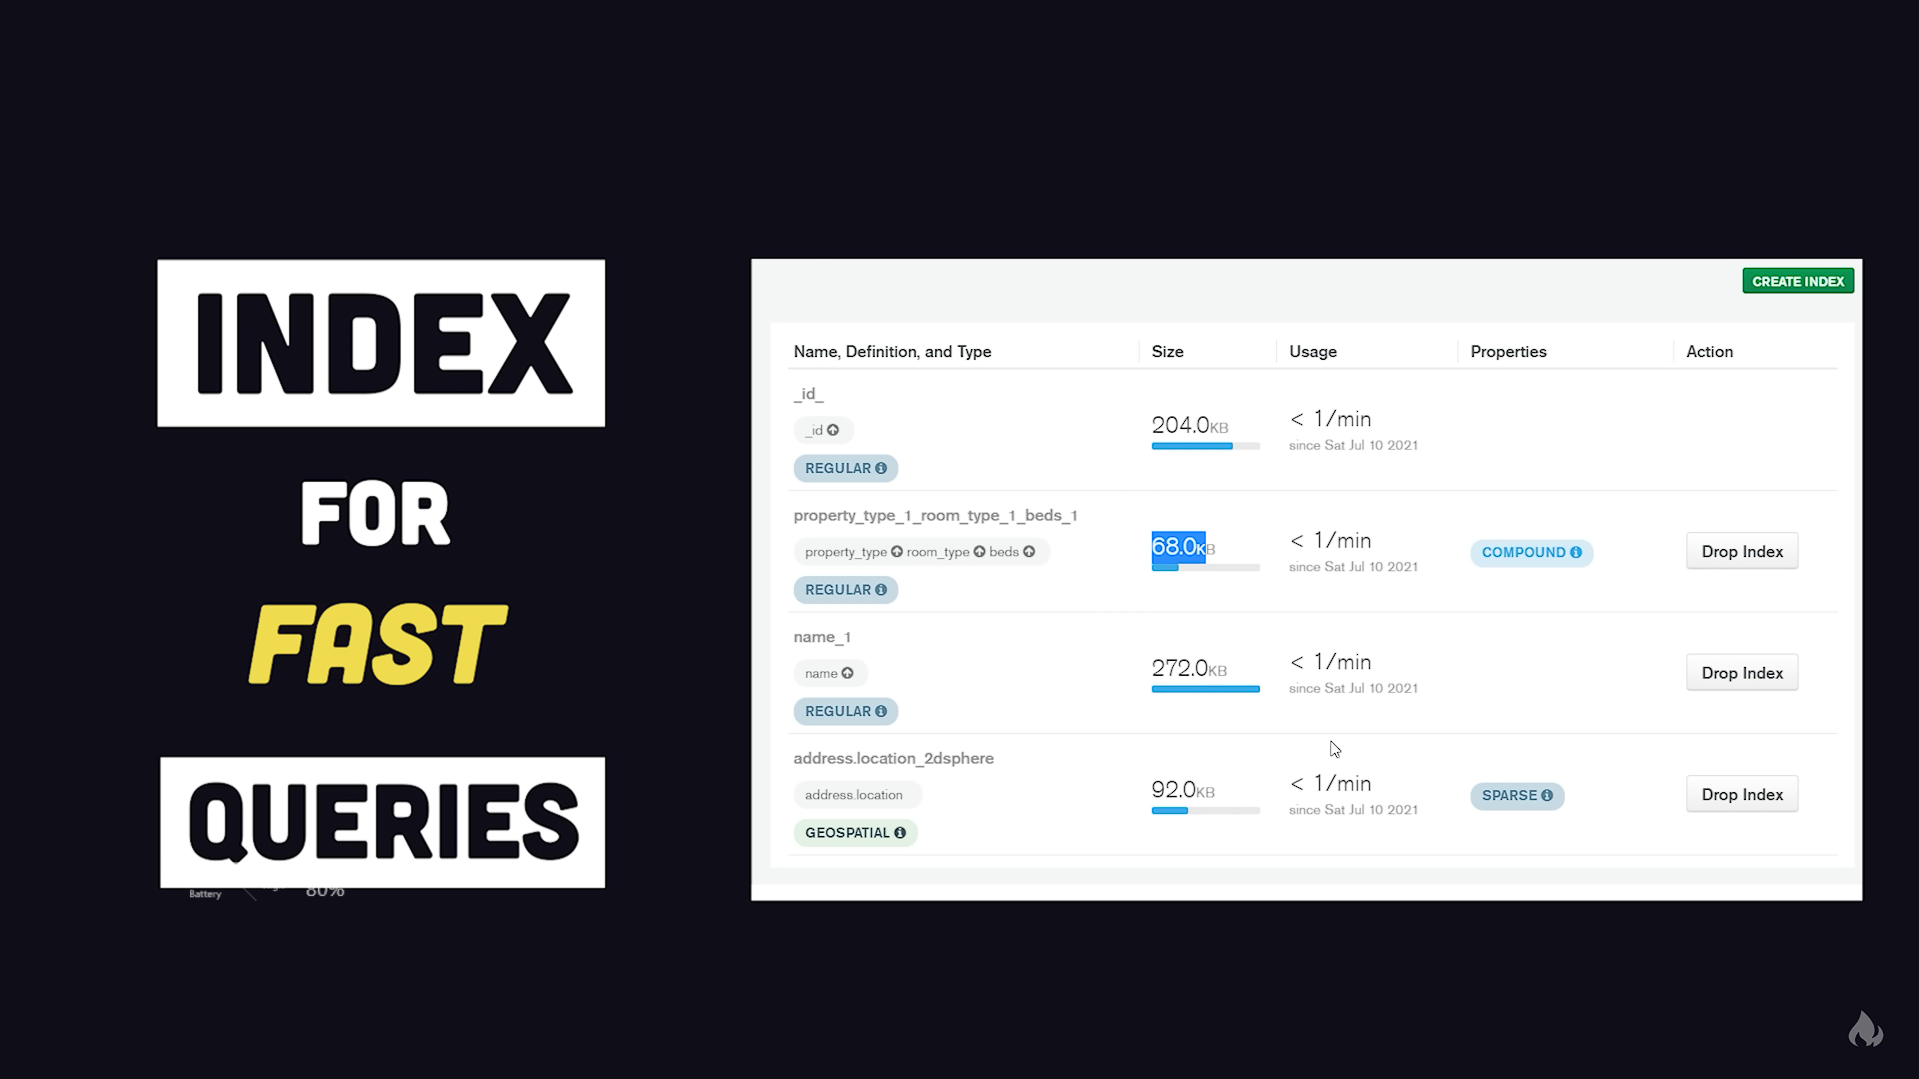 INDEX
FOR
FAST
QUERIES
Battery
80%
CREATE INDEX
Name, Definition, and Type Size Usage Properties Action
_id_
_id
REGULAR
204.0KB
< 1/min
since Sat Jul 10 2021
property_type_1_room_type_1_beds_1
property_type room_type beds
REGULAR
68.0KB
< 1/min
since Sat Jul 10 2021
COMPOUND
Drop Index
name_1
name
REGULAR
272.0KB
< 1/min
since Sat Jul 10 2021
Drop Index
address.location_2dsphere
address.location
GEOSPATIAL
92.0KB
< 1/min
since Sat Jul 10 2021
SPARSE
Drop Index